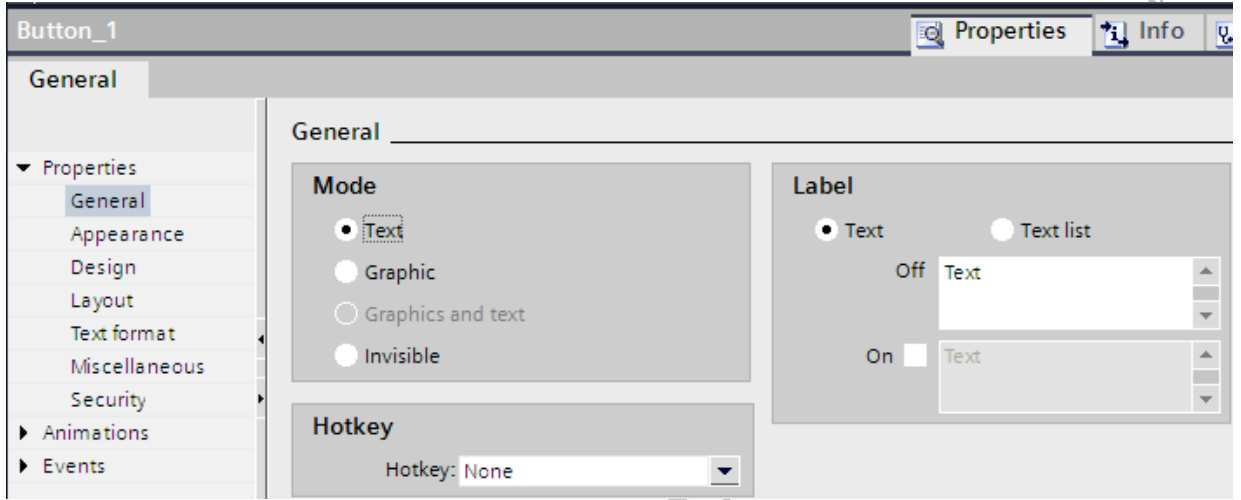 Button_1
Properties
Info
General
General
Properties
General
Appearance
Design
Layout
Text format
Miscellaneous
Security
Animations
Events
Mode
Text
Graphic
Graphics and text
Invisible
Hotkey
Hotkey: None
Label
Text
Text list
Off Text
On Text